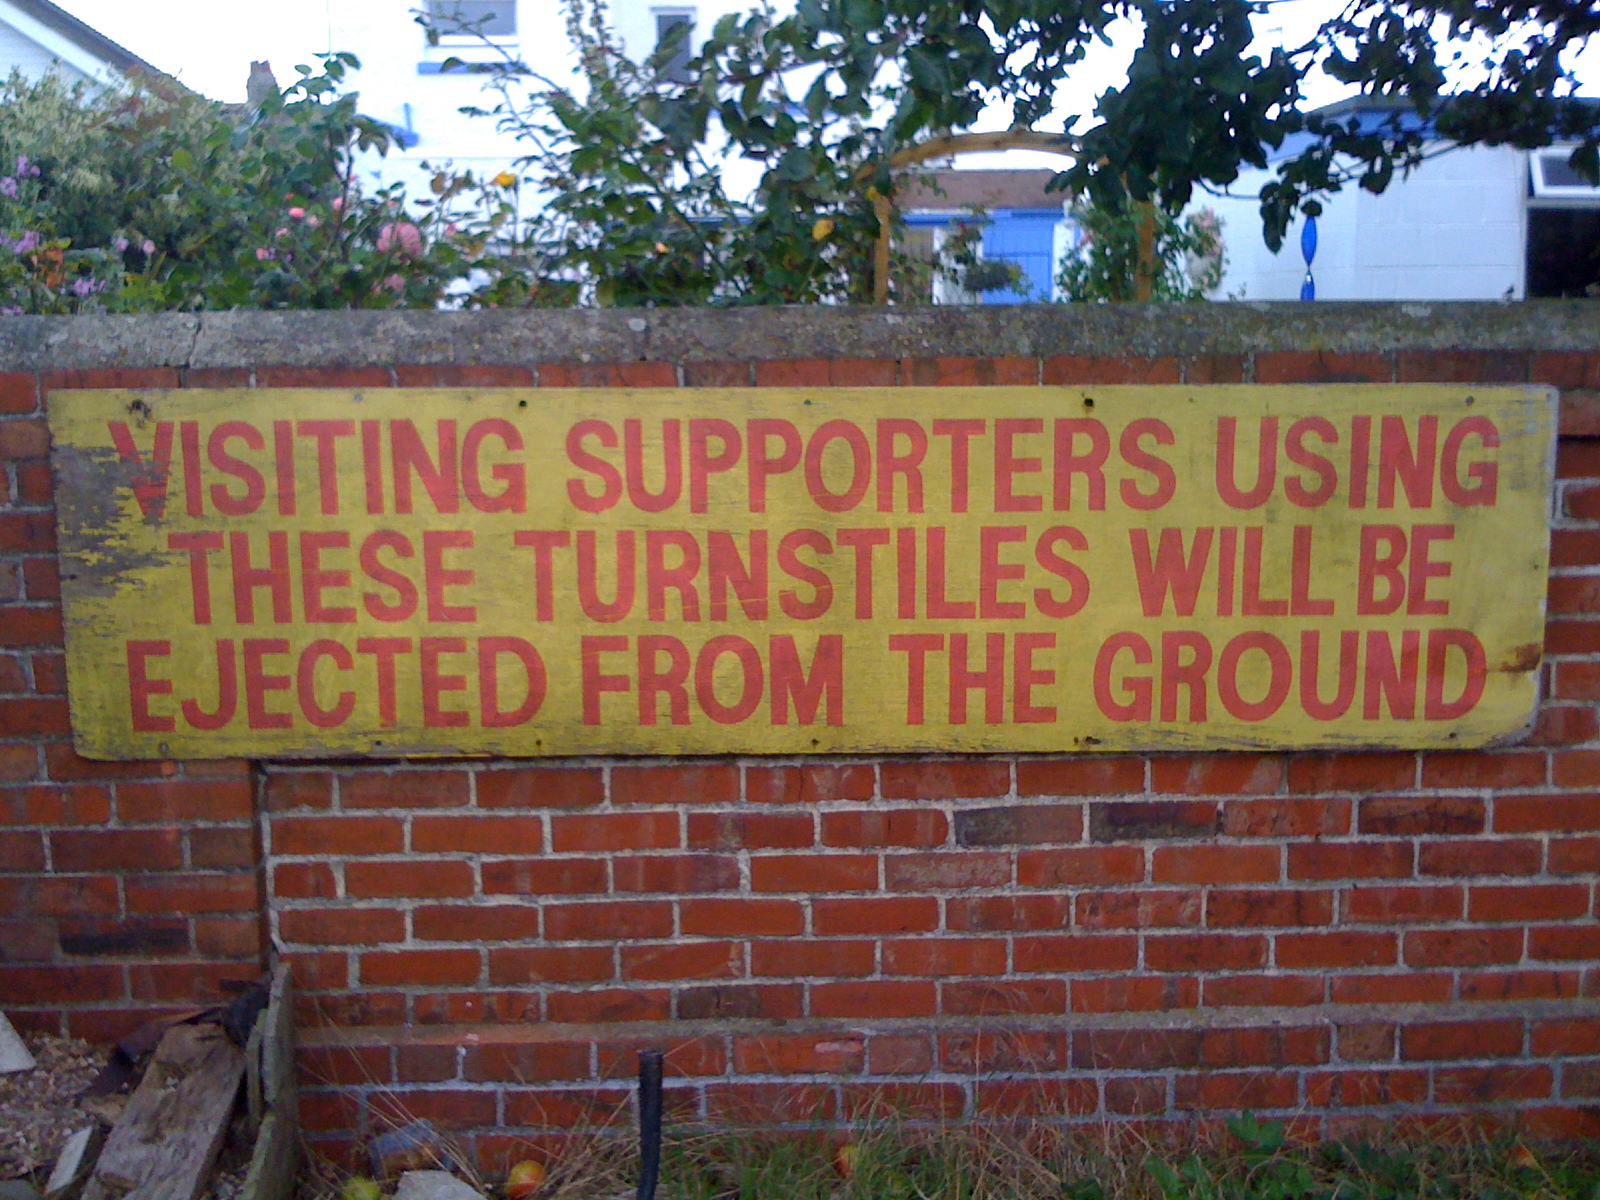 VISITING SUPPORTERS USING
THESE TURNSTILES WILL BE
EJECTED FROM THE GROUND